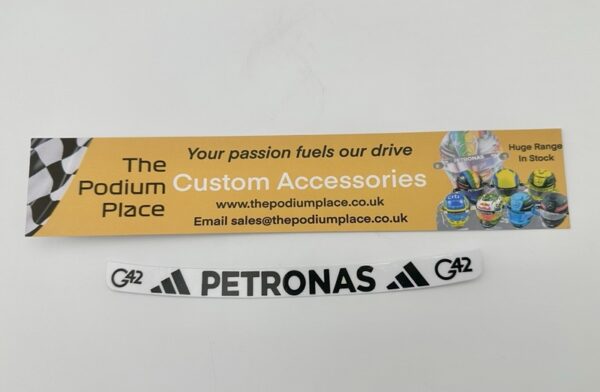 The
Podium
Place
Your passion fuels our drive
Custom Accessories
www.thepodiumplace.co.uk
Email sales@thepodiumplace.co.uk
PETRONAS
Huge Range
In Stock
G42 PETRONAS G42